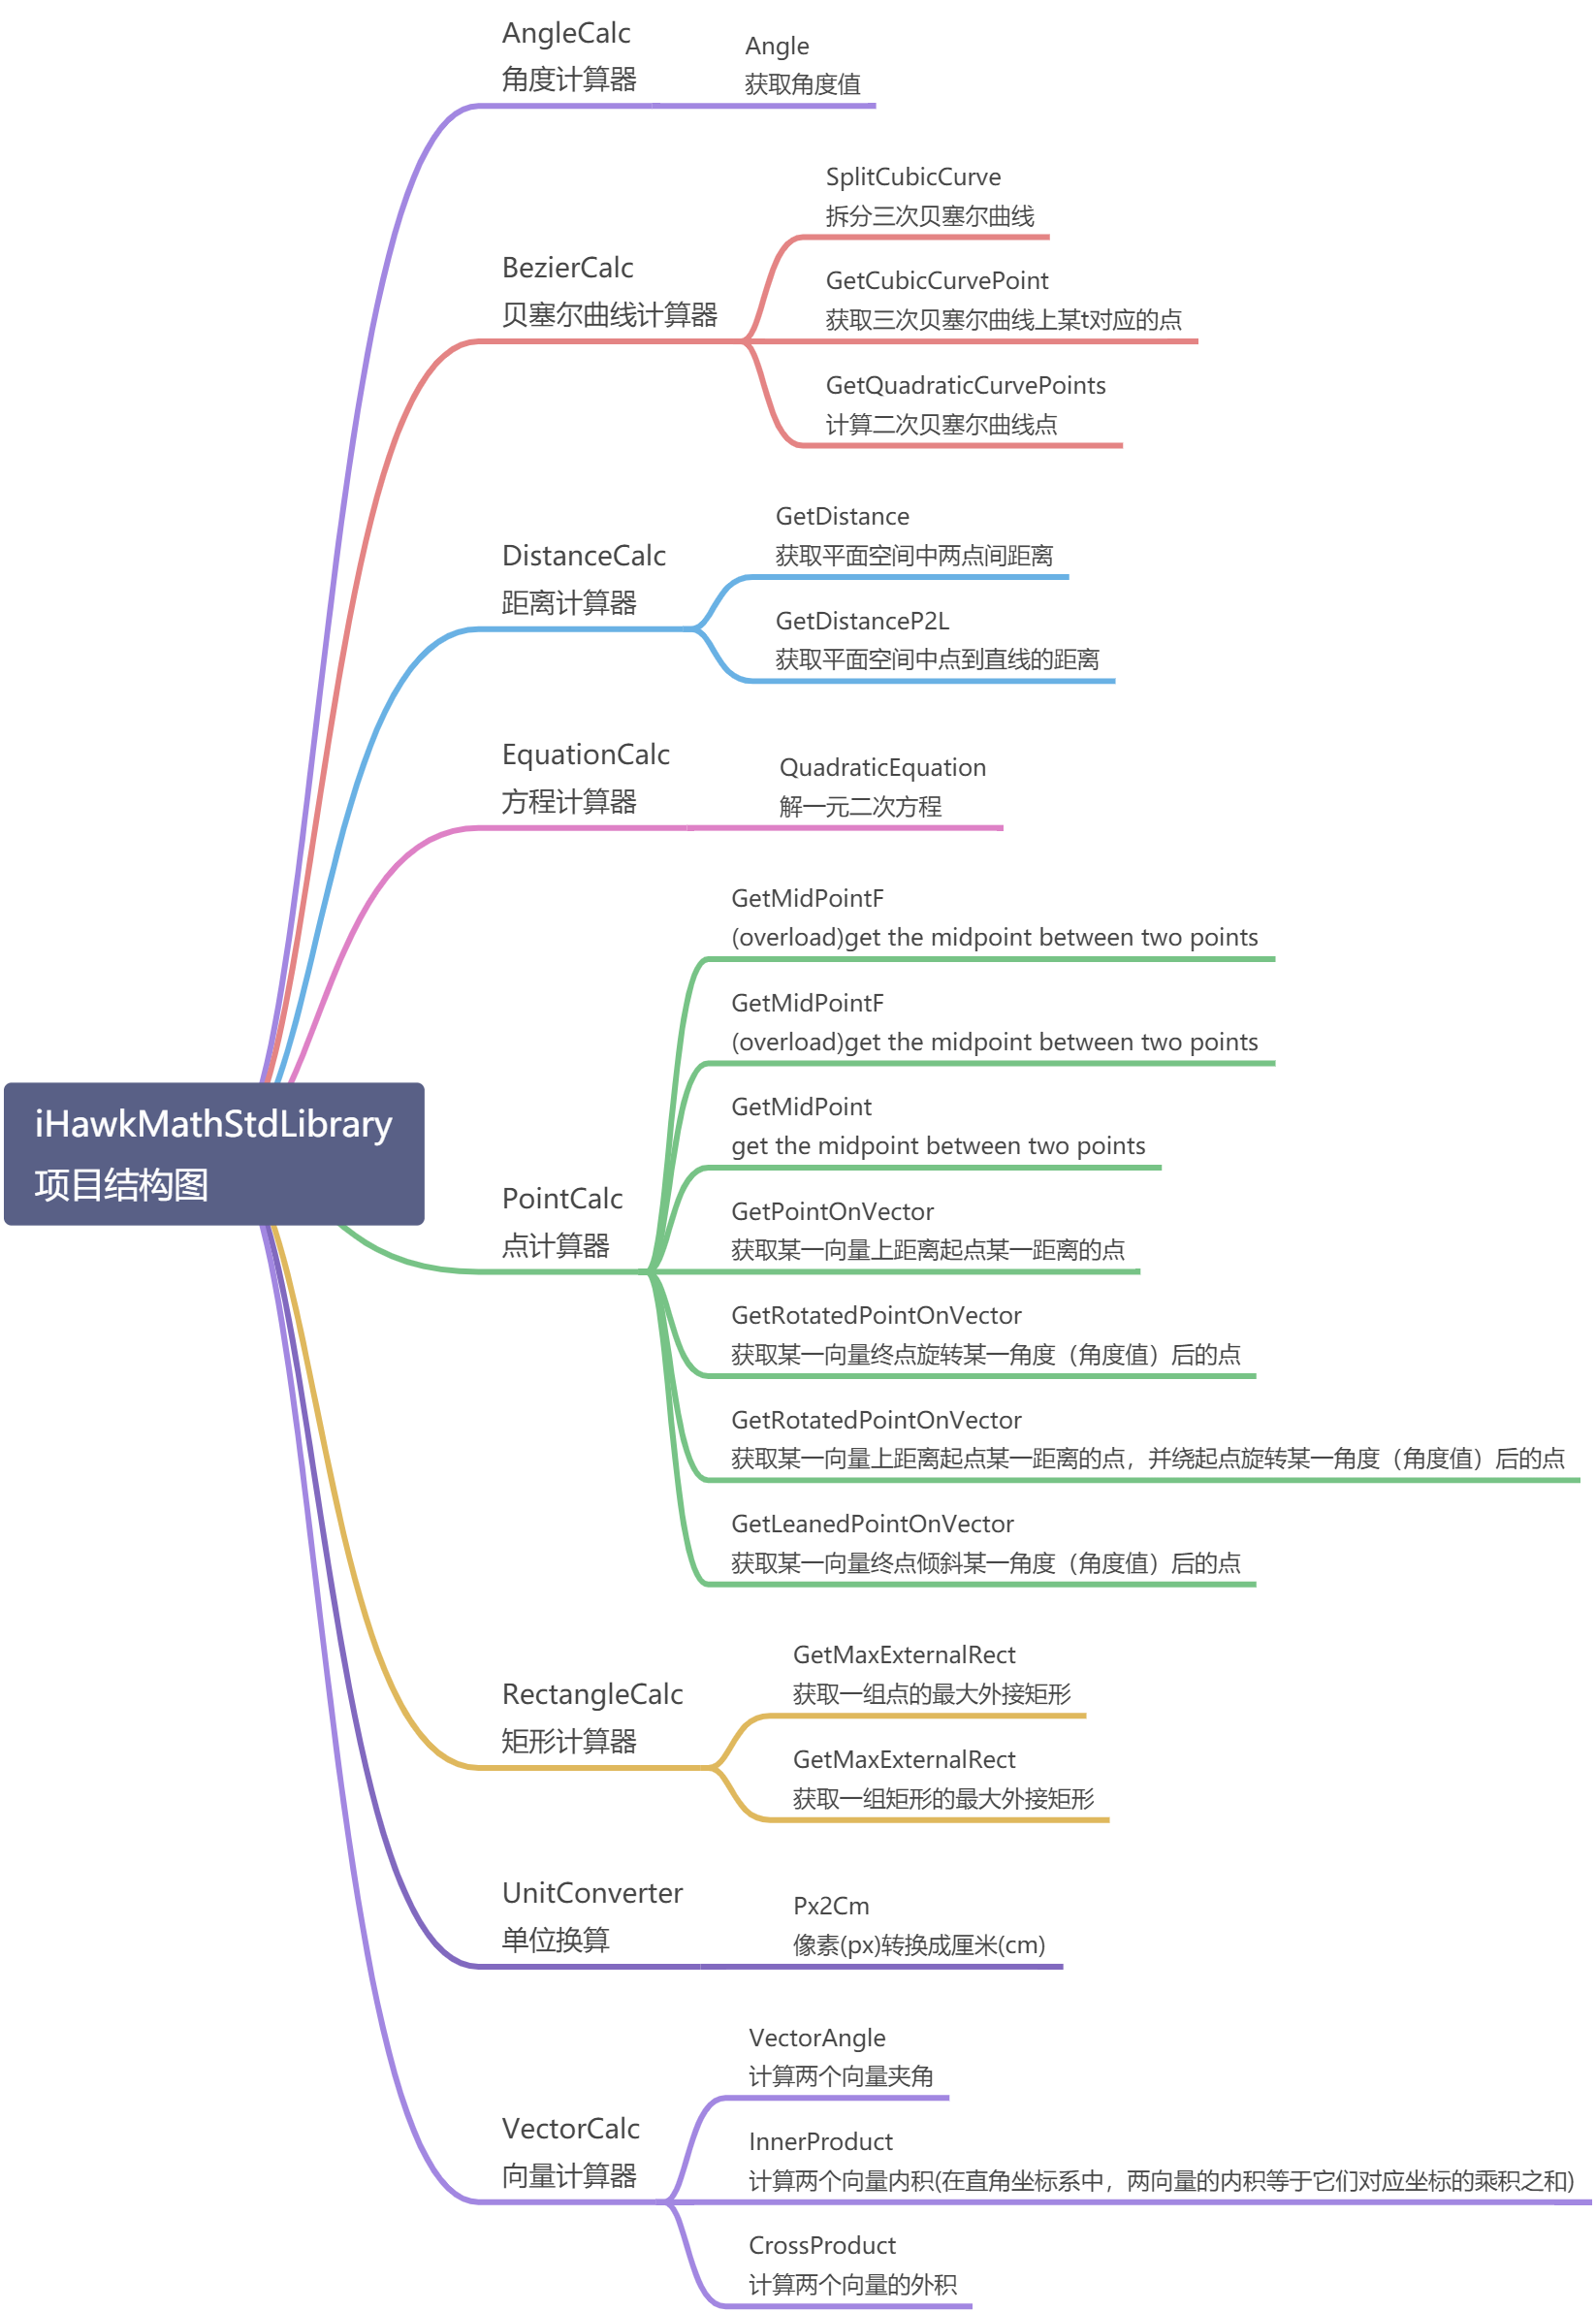 iHawkMathStdLibrary
项目结构图
AngleCalc
角度计算器
Angle
获取角度值
BezierCalc
贝塞尔曲线计算器
SplitCubicCurve
拆分三次贝塞尔曲线
GetCubicCurvePoint
获取三次贝塞尔曲线上某t对应的点
GetQuadraticCurvePoints
计算二次贝塞尔曲线点
DistanceCalc
距离计算器
GetDistance
获取平面空间中两点间距离
GetDistanceP2L
获取平面空间中点到直线的距离
EquationCalc
方程计算器
QuadraticEquation
解一元二次方程
PointCalc
点计算器
GetMidPointF
(overload)get the midpoint between two points
GetMidPointF
(overload)get the midpoint between two points
GetMidPoint
get the midpoint between two points
GetPointOnVector
获取某一向量上距离起点某一距离的点
GetRotatedPointOnVector
获取某一向量终点旋转某一角度（角度值）后的点
GetRotatedPointOnVector
获取某一向量上距离起点某一距离的点，并绕起点旋转某一角度（角度值）后的点
GetLeanedPointOnVector
获取某一向量终点倾斜某一角度（角度值）后的点
RectangleCalc
矩形计算器
GetMaxExternalRect
获取一组点的最大外接矩形
GetMaxExternalRect
获取一组矩形的最大外接矩形
UnitConverter
单位换算
Px2Cm
像素(px)转换成厘米(cm)
VectorCalc
向量计算器
VectorAngle
计算两个向量夹角
InnerProduct
计算两个向量内积(在直角坐标系中，两向量的内积等于它们对应坐标的乘积之和)
CrossProduct
计算两个向量的外积